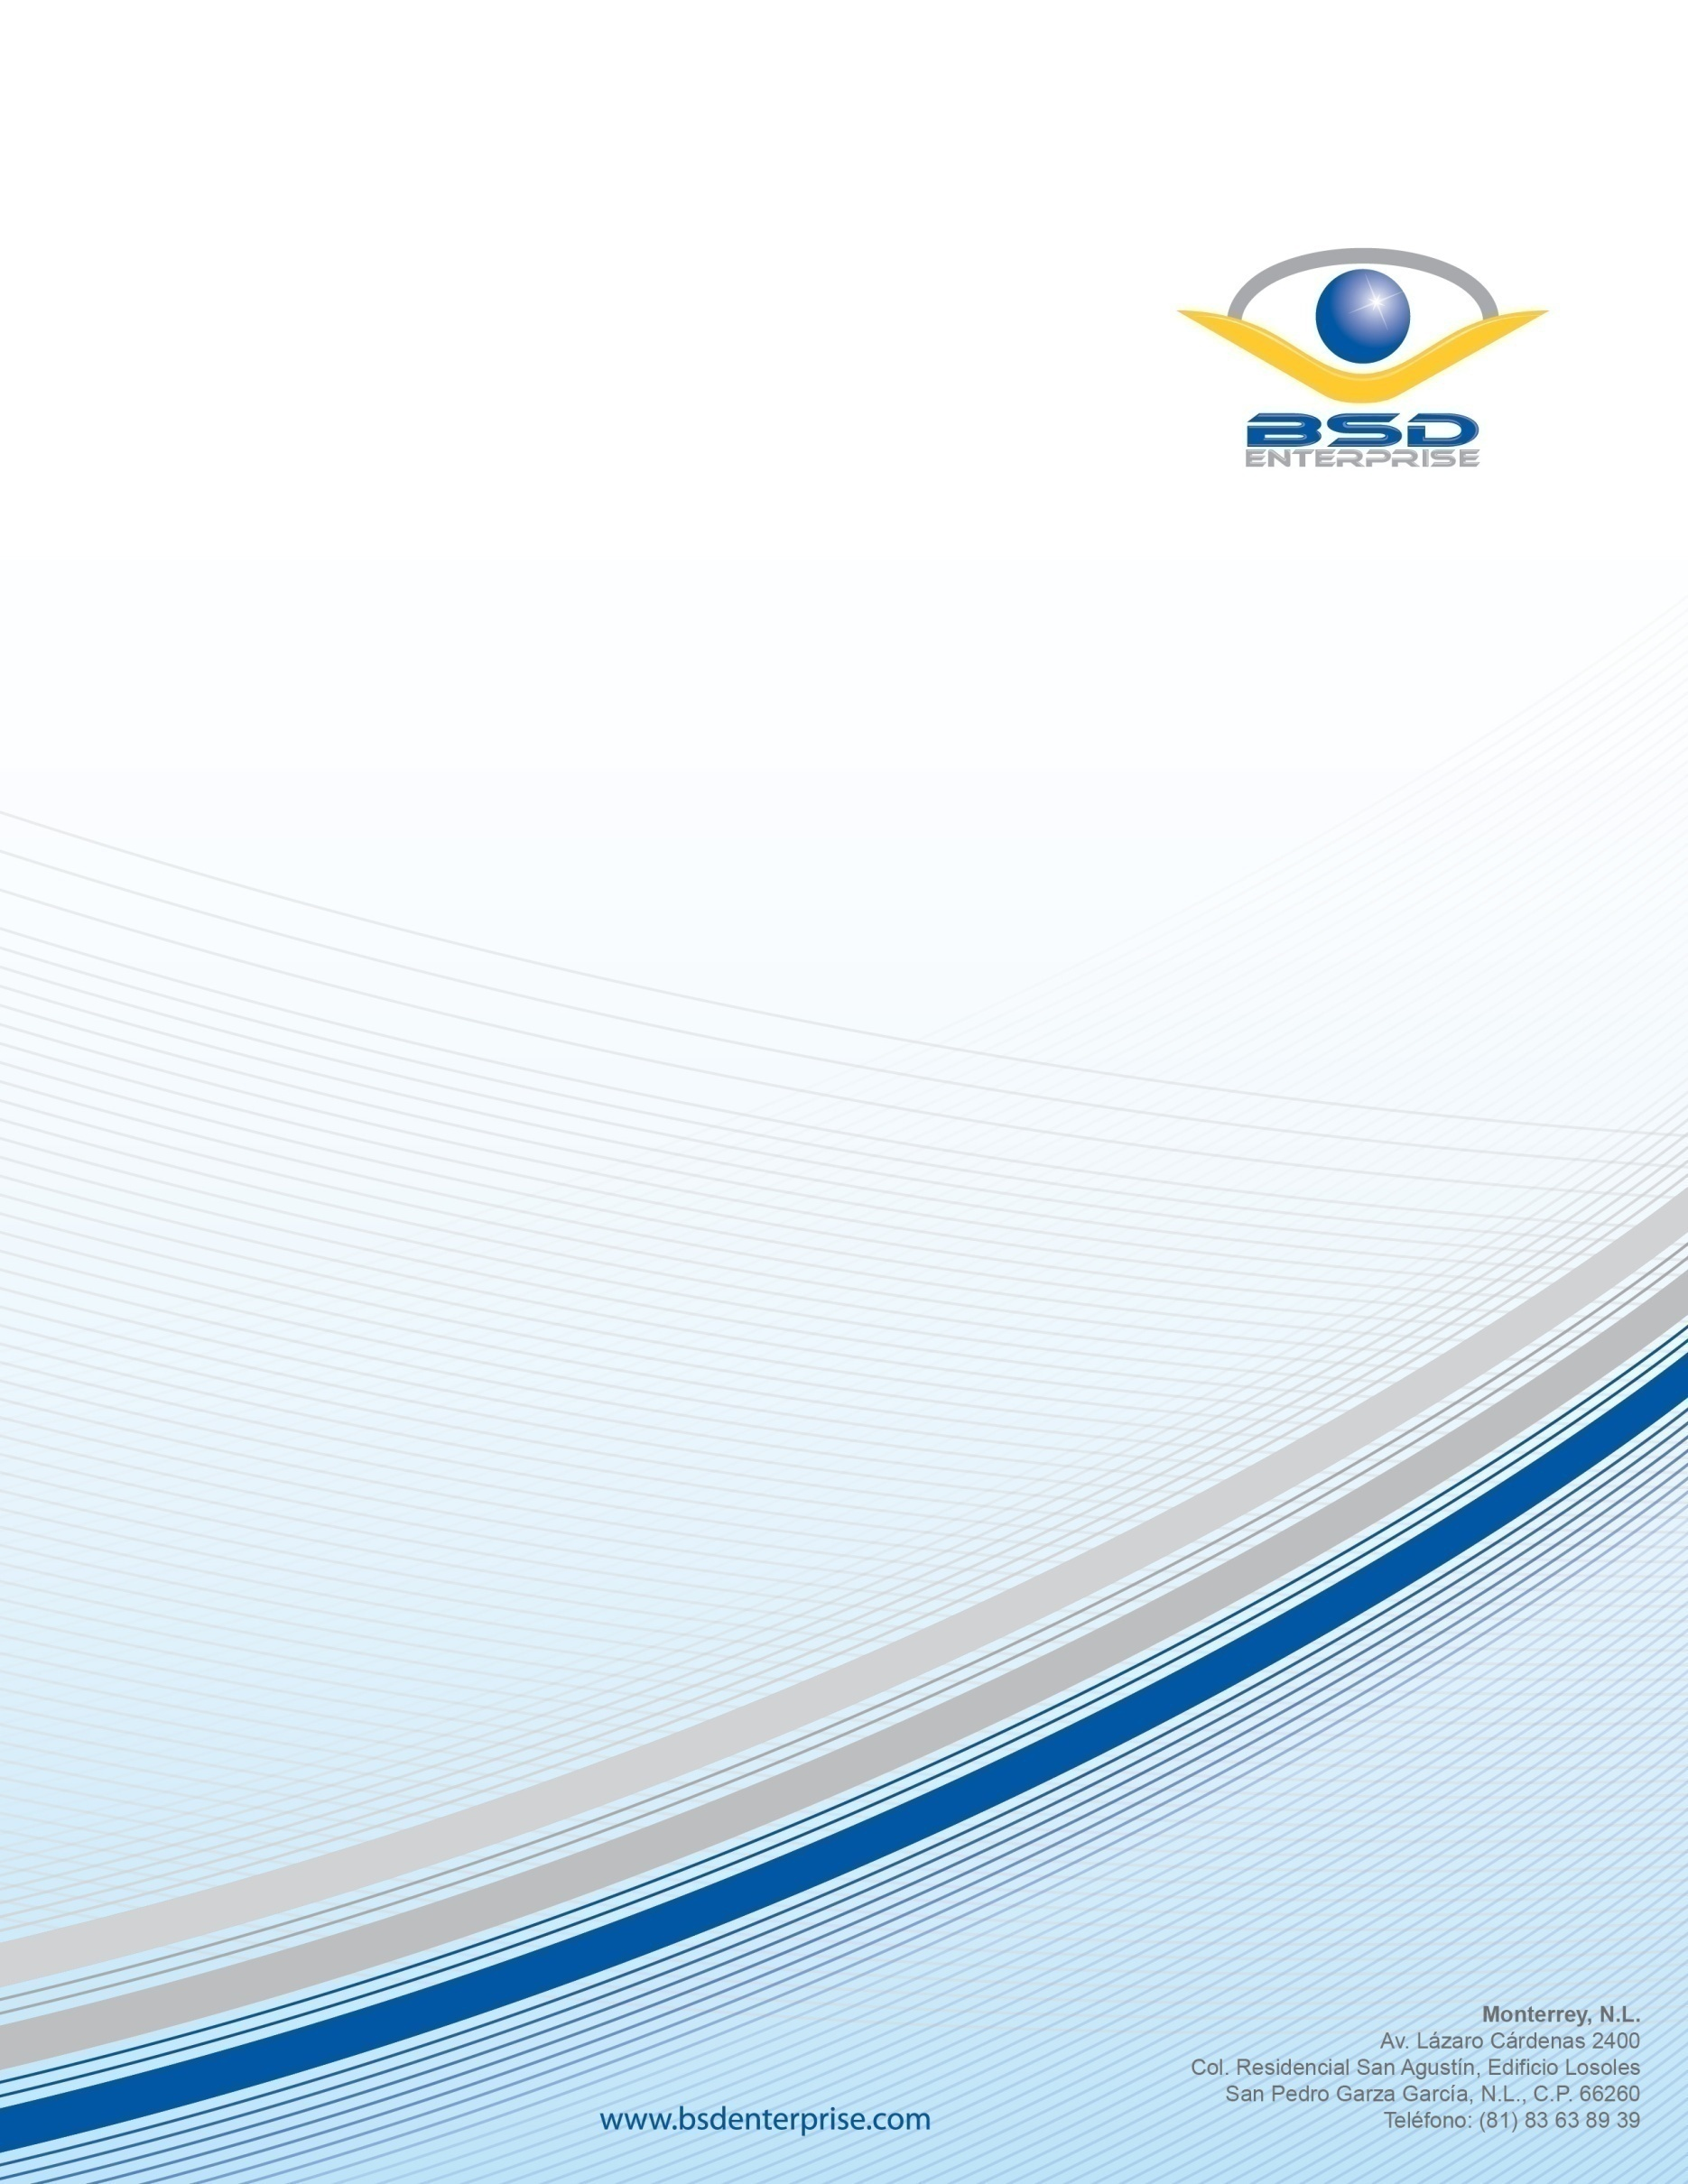 BSD
ENTERPRISE
Monterrey, N.L.
Av. Lázaro Cárdenas 2400
Col. Residencial San Agustín, Edificio Losoles
San Pedro Garza García, N.L., C.P. 66260
Teléfono: (81) 83 63 89 39
www.bsdenterprise.com